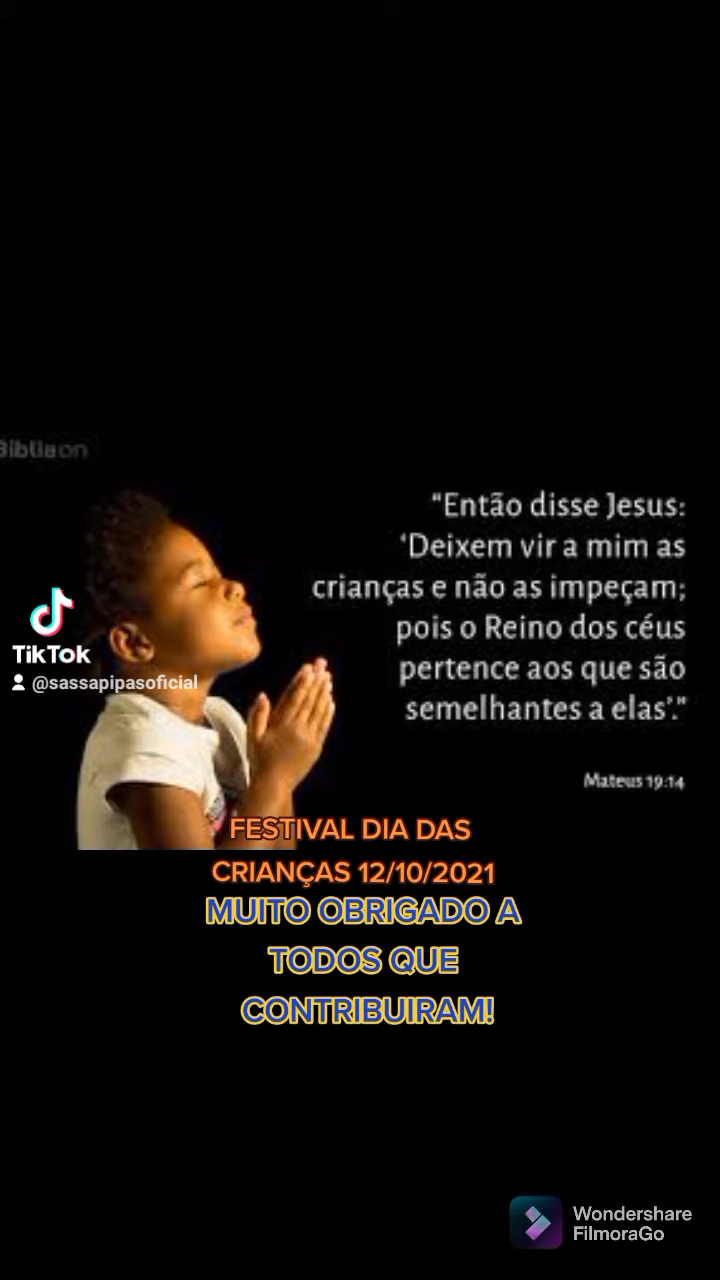 Bíbliaon
“Então disse Jesus:
‘Deixem vir a mim as
crianças e não as impeçam;
pois o Reino dos céus
pertence aos que são
semelhantes a elas’.”
Mateus 19:14
TikTok
@sassapipasoficial
FESTIVAL DIA DAS
CRIANÇAS 12/10/2021
MUITO OBRIGADO A
TODOS QUE
CONTRIBUIRAM!
Wondershare
FilmoraGo